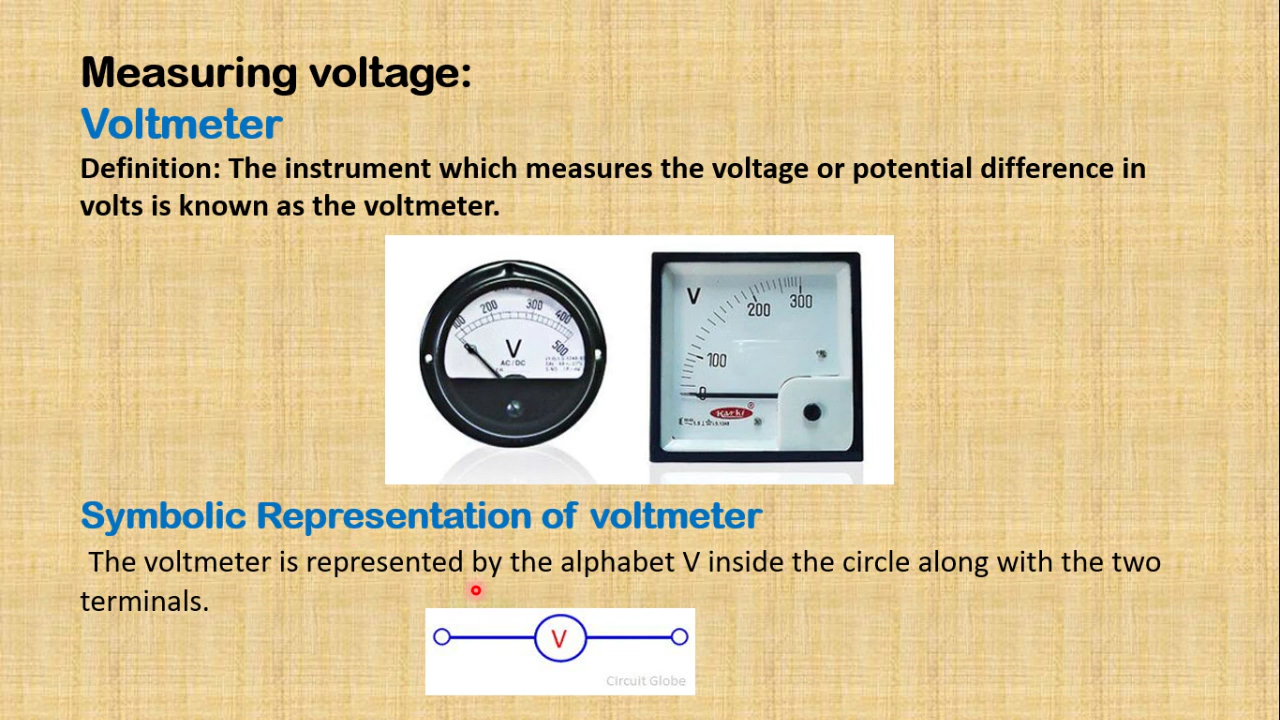 Measuring voltage:
Voltmeter
Definition: The instrument which measures the voltage or potential difference in
volts is known as the voltmeter.
100 200 300 400 500
V
AC/DC
V
0 100 200 300
Symbolic Representation of voltmeter
The voltmeter is represented by the alphabet V inside the circle along with the two
terminals.
V
Circuit Globe